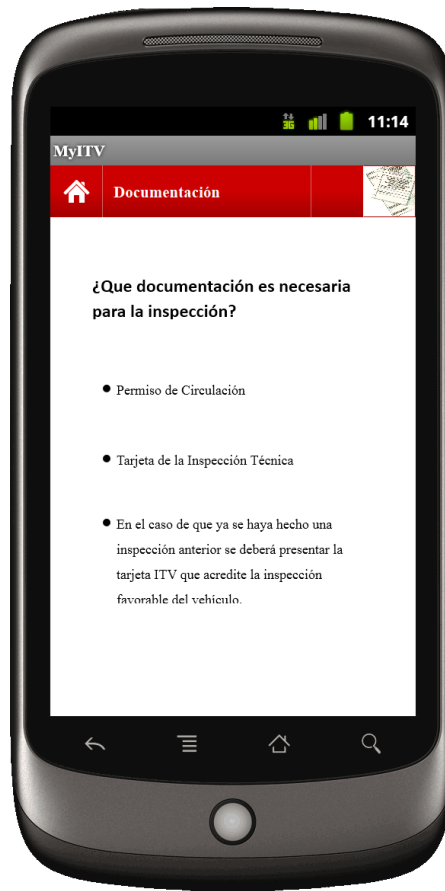 3G 11:14
MyITV
Documentación
¿Que documentación es necesaria
para la inspección?
• Permiso de Circulación
• Tarjeta de la Inspección Técnica
• En el caso de que ya se haya hecho una
inspección anterior se deberá presentar la
tarjeta ITV que acredite la inspección
favorable del vehículo.